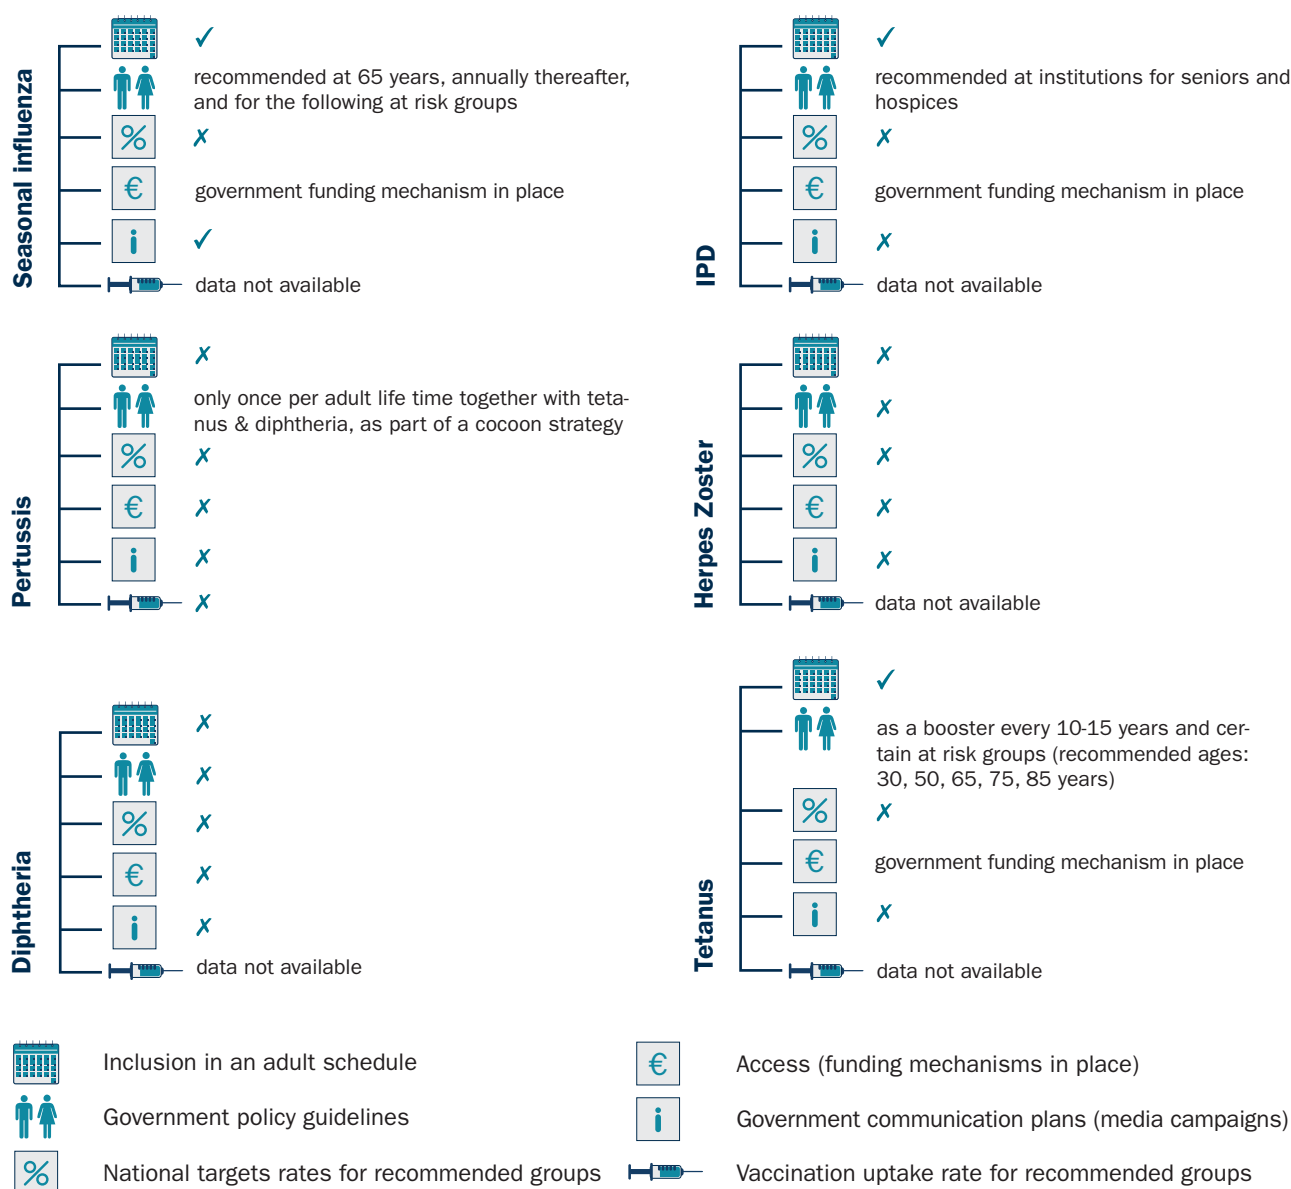 Seasonal influenza
✓
recommended at 65 years, annually thereafter,
and for the following at risk groups
%
✗
€
government funding mechanism in place
i
✓
data not available
IPD
✓
recommended at institutions for seniors and
hospices
%
✗
€
government funding mechanism in place
i
✗
data not available
Pertussis
✗
only once per adult life time together with teta-
nus & diphtheria, as part of a cocoon strategy
%
✗
€
✗
i
✗
✗
Herpes Zoster
✗
✗
%
✗
€
✗
i
✗
data not available
Diphtheria
✗
✗
%
✗
€
✗
i
✗
data not available
Tetanus
✓
as a booster every 10-15 years and cer-
tain at risk groups (recommended ages:
30, 50, 65, 75, 85 years)
%
✗
€
government funding mechanism in place
i
✗
data not available
Inclusion in an adult schedule
Government policy guidelines
%
National targets rates for recommended groups
€
Access (funding mechanisms in place)
i
Government communication plans (media campaigns)
Vaccination uptake rate for recommended groups